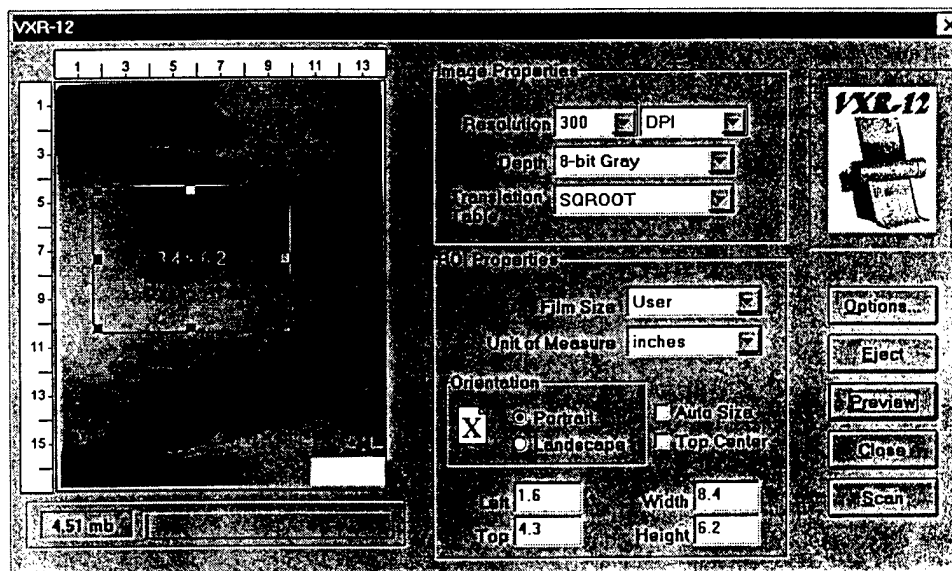 VXR-12
1 3 5 7 9 11 13
1
3
5
7
9
11
13
15
4.51 mb
Image Properties
Resolution 300 DPI
Depth 8-bit Gray
Translation Table SQROOT
ROI Properties
Film Size User
Unit of Measure inches
Orientation
X
Portrait
Landscape
Auto Size
Top Center
Left 1.6 Width 8.4
Top 4.3 Height 6.2
VXR-12
Options...
Eject
Preview
Close
Scan